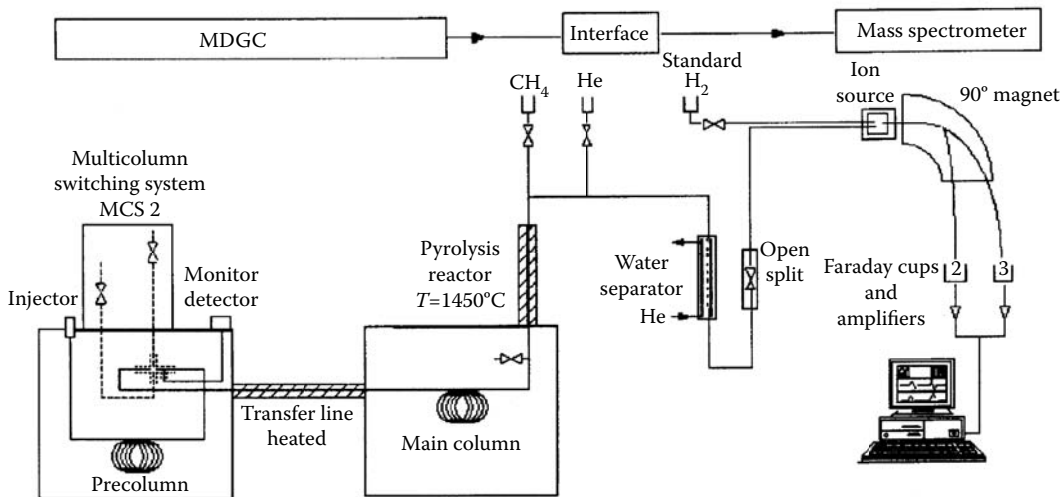 MDGC
Interface
Mass spectrometer
CH4
He
Standard
H2
Ion
source
90° magnet
Multicolumn
switching system
MCS 2
Injector
Monitor
detector
Pyrolysis
reactor
T=1450°C
Water
separator
He
Open
split
Faraday cups
and
amplifiers
2
3
Transfer line
heated
Main column
Precolumn